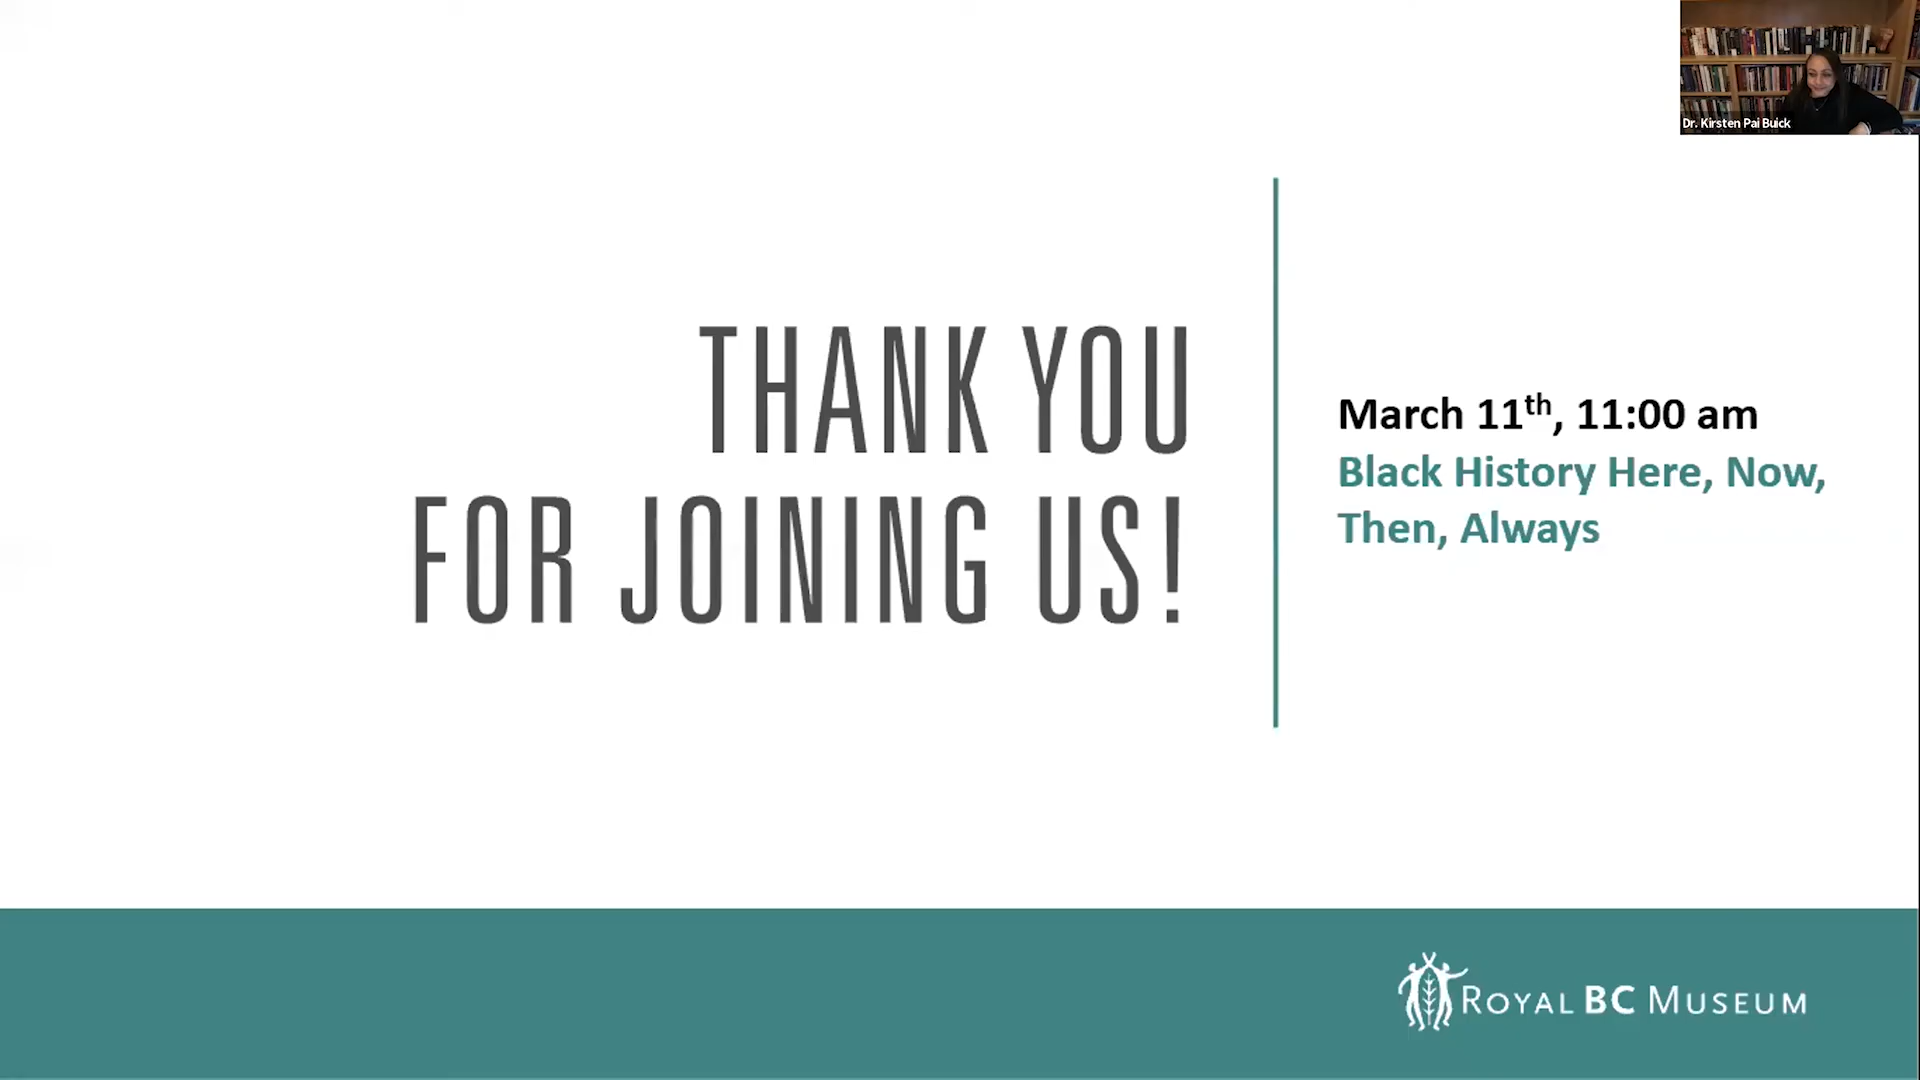 Dr. Kirsten Pai Buick
THANK YOU
FOR JOINING US!
March 11th, 11:00 am
Black History Here, Now,
Then, Always
ROYAL BC MUSEUM